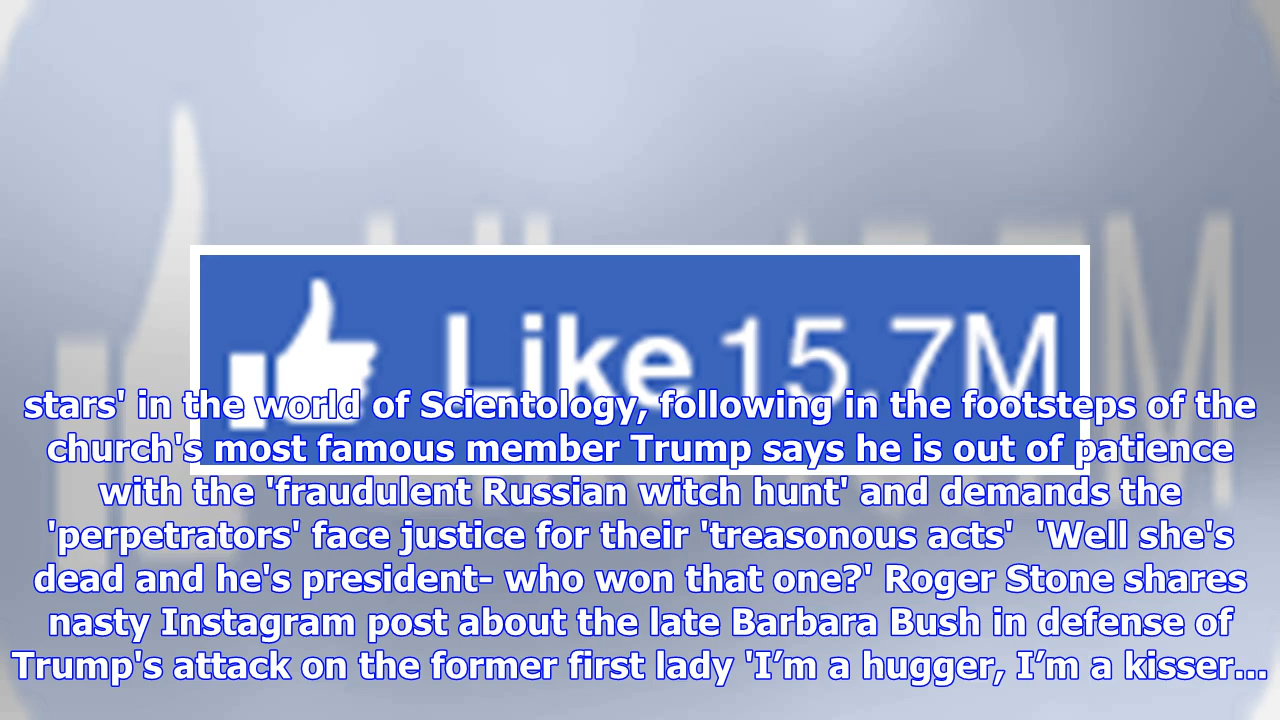 Like 15.7M
stars' in the world of Scientology, following in the footsteps of the
church's most famous member Trump says he is out of patience
with the 'fraudulent Russian witch hunt' and demands the
'perpetrators' face justice for their 'treasonous acts'  'Well she's
dead and he's president- who won that one?' Roger Stone shares
nasty Instagram post about the late Barbara Bush in defense of
Trump's attack on the former first lady 'I’m a hugger, I’m a kisser...